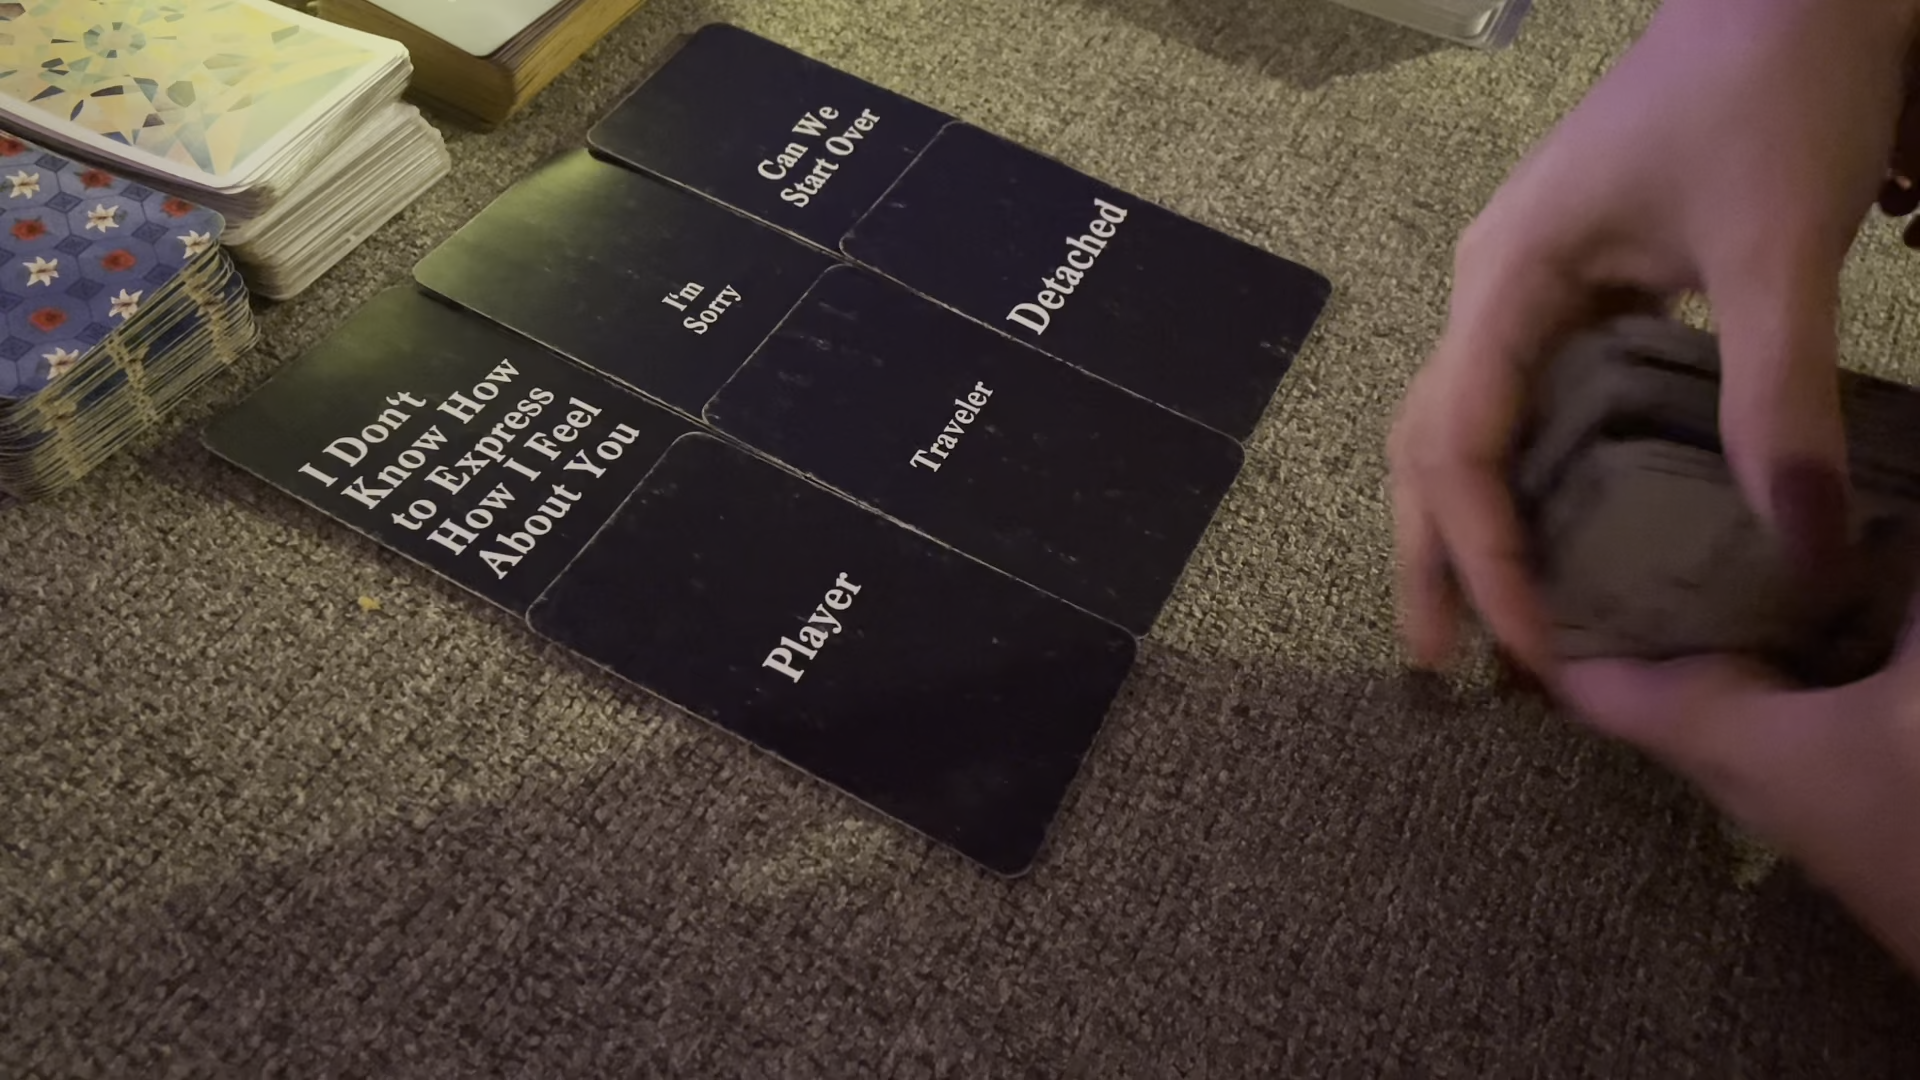 Can We
Start Over
Detached
I'm
Sorry
Traveler
I Don't
Know How
to Express
How I Feel
About You
Player